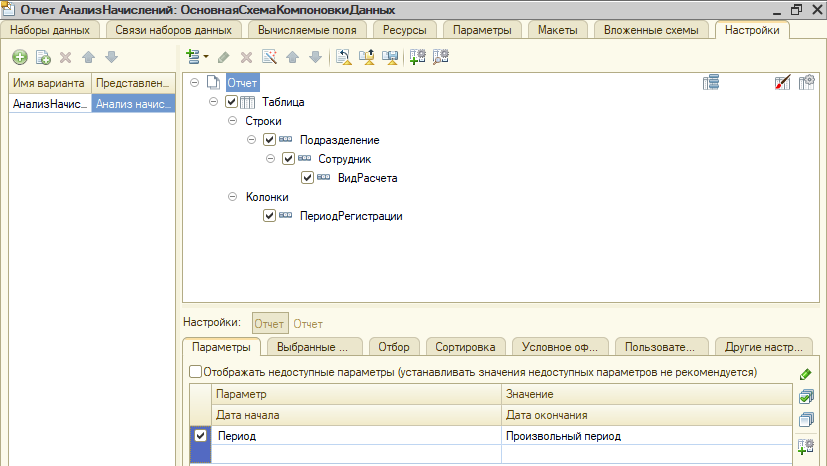 Отчет АнализНачислений: ОсновнаяСхемаКомпоновкиДанных
Наборы данных Связи наборов данных Вычисляемые поля Ресурсы Параметры Макеты Вложенные схемы Настройки
Имя варианта Представлен...
АнализНачис... Анализ начис...
Отчет
Таблица
Строки
Подразделение
Сотрудник
ВидРасчета
Колонки
ПериодРегистрации
Настройки: Отчет Отчет
Параметры Выбранные ... Отбор Сортировка Условное оф... Пользовате... Другие настр...
Отображать недоступные параметры (устанавливать значения недоступных параметров не рекомендуется)
Параметр Значение
Дата начала Дата окончания
Период Произвольный период